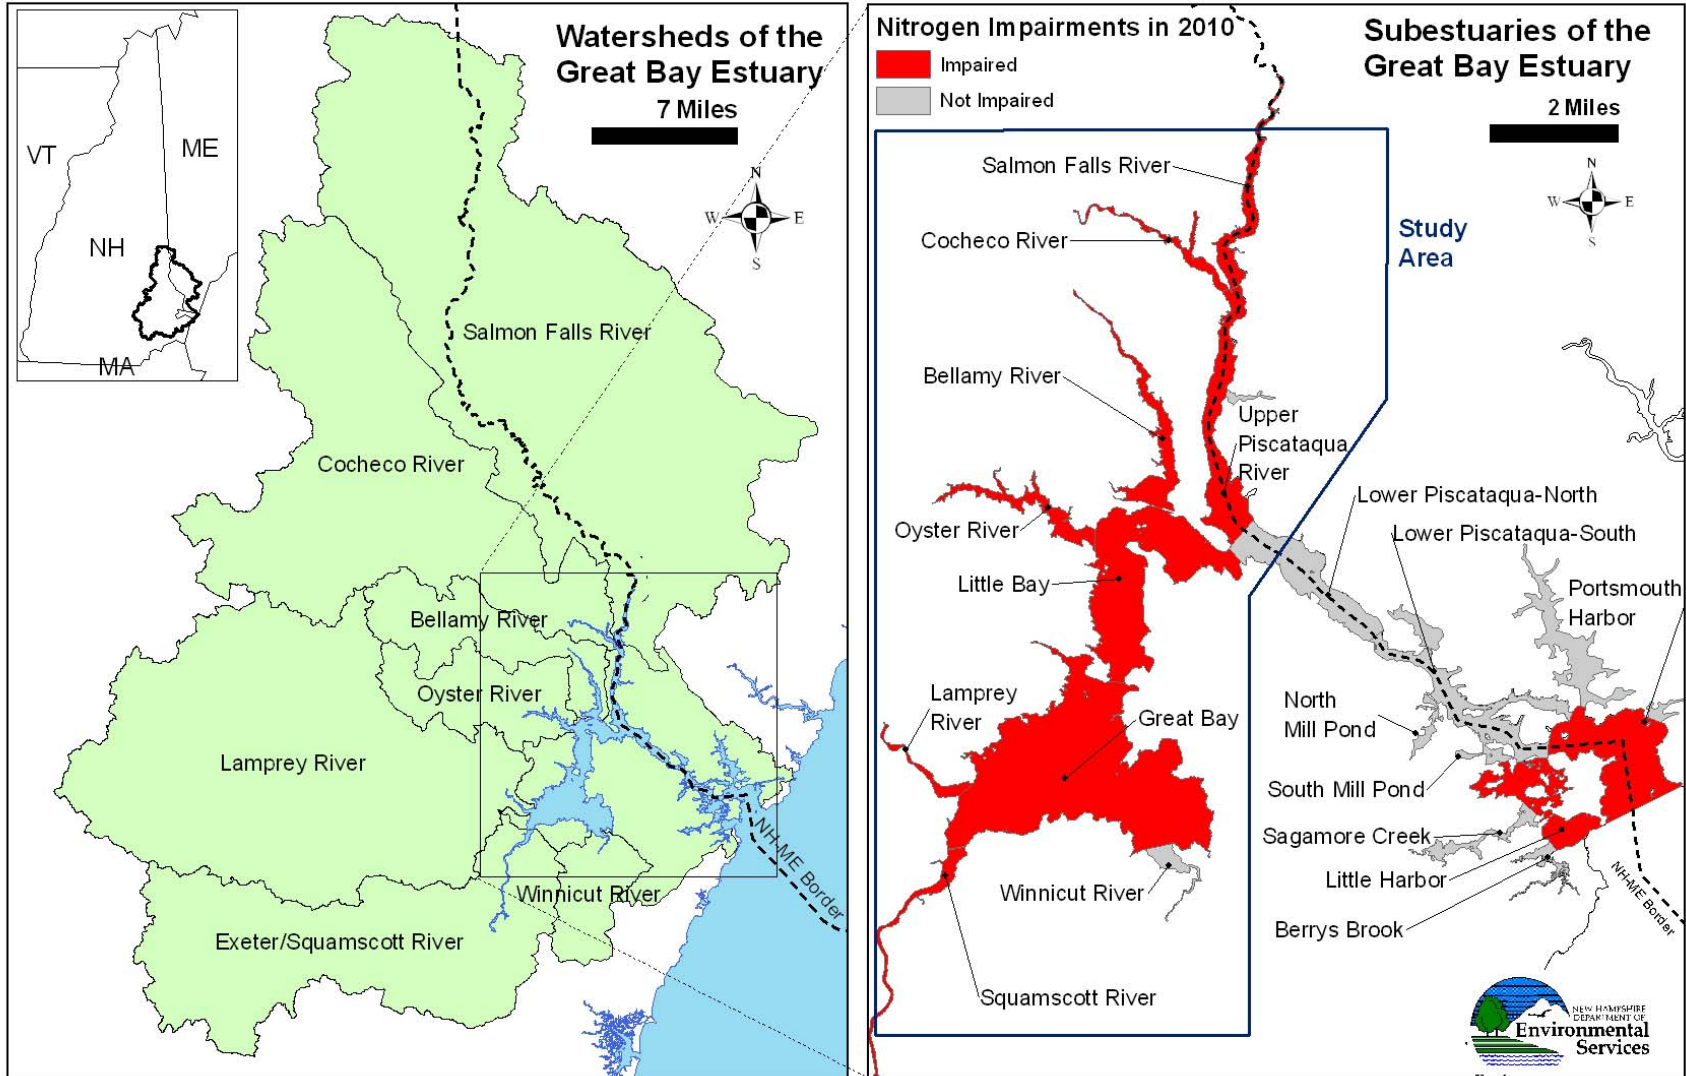 Watersheds of the
Great Bay Estuary
7 Miles
N
W
E
S
VT
ME
NH
MA
Salmon Falls River
Cocheco River
Bellamy River
Oyster River
Lamprey River
Winnicut River
Exeter/Squamscott River
NH-ME Border
Nitrogen Impairments in 2010
Impaired
Not Impaired
Subestuaries of the
Great Bay Estuary
2 Miles
N
W
E
S
Study
Area
Salmon Falls River
Cocheco River
Bellamy River
Upper
Piscataqua
River
Lower Piscataqua-North
Lower Piscataqua-South
Oyster River
Little Bay
Portsmouth
Harbor
Lamprey
River
Great Bay
North
Mill Pond
South Mill Pond
Sagamore Creek
Winnicut River
Little Harbor
Berrys Brook
NH-ME Border
Squamscott River
NEW HAMPSHIRE
DEPARTMENT OF
Environmental
Services